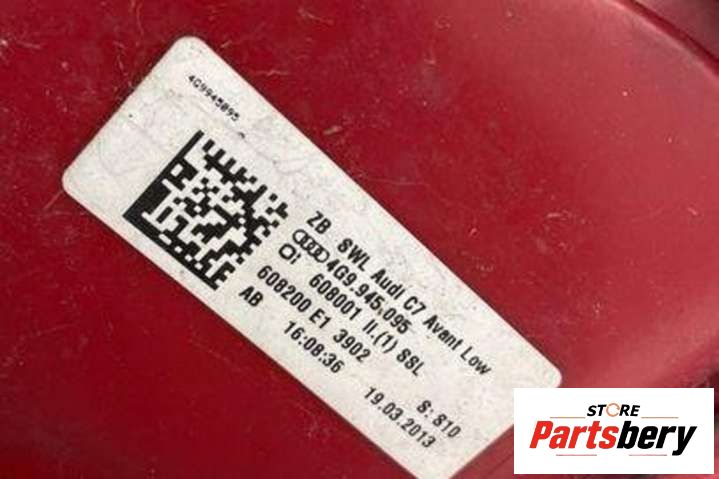 4G9945095
ZB SWL Audi C7 Avant Low
4G9.945.095
608001 II.(1) SSL
608200 E1 3902 S: S10
AB 16:08:36 19.03.2013
STORE
Partsbery